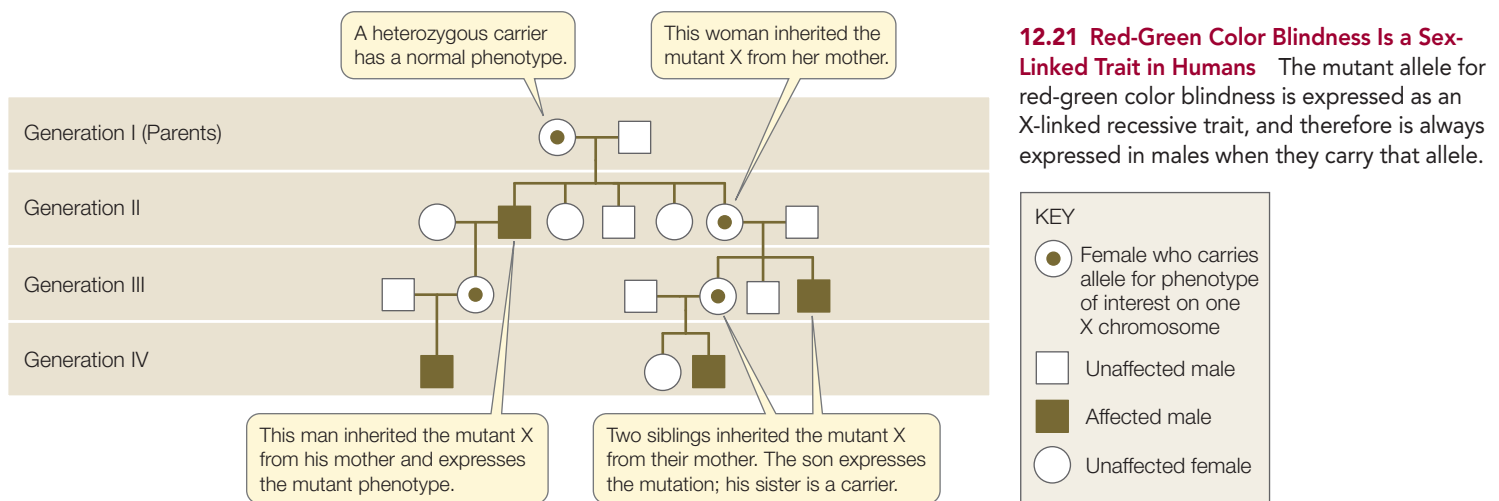 A heterozygous carrier
has a normal phenotype.
This woman inherited the
mutant X from her mother.
12.21 Red-Green Color Blindness Is a Sex-
Linked Trait in Humans The mutant allele for
red-green color blindness is expressed as an
X-linked recessive trait, and therefore is always
expressed in males when they carry that allele.
Generation I (Parents)
Generation II
Generation III
Generation IV
This man inherited the mutant X
from his mother and expresses
the mutant phenotype.
Two siblings inherited the mutant X
from their mother. The son expresses
the mutation; his sister is a carrier.
KEY
Female who carries
allele for phenotype
of interest on one
X chromosome
Unaffected male
Affected male
Unaffected female